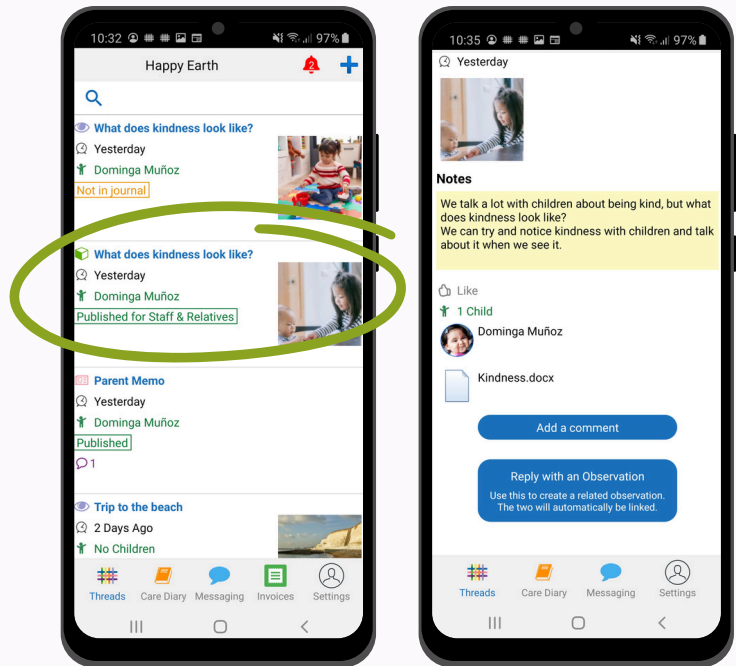 10:32
97%
Happy Earth
2
What does kindness look like?
Yesterday
Dominga Muñoz
Not in journal
What does kindness look like?
Yesterday
Dominga Muñoz
Published for Staff & Relatives
Parent Memo
Yesterday
Dominga Muñoz
Published
1
Trip to the beach
2 Days Ago
No Children
Threads Care Diary Messaging Invoices Settings
10:35
97%
Yesterday
Notes
We talk a lot with children about being kind, but what
does kindness look like?
We can try and notice kindness with children and talk
about it when we see it.
Like
1 Child
Dominga Muñoz
Kindness.docx
Add a comment
Reply with an Observation
Use this to create a related observation.
The two will automatically be linked.
Threads Care Diary Messaging Settings